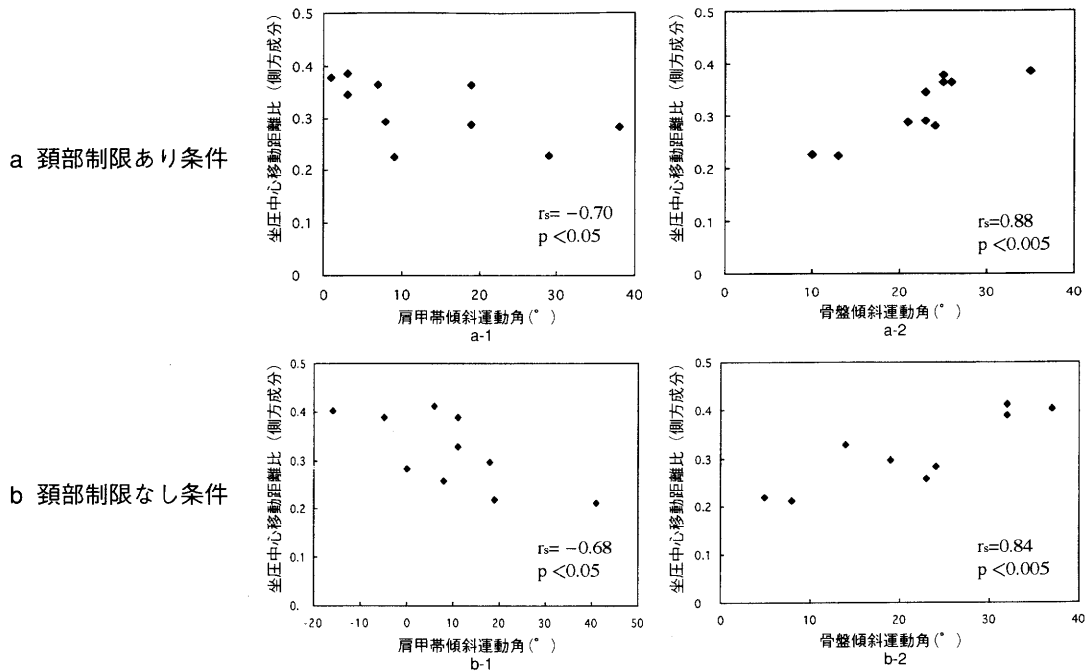 a 頚部制限あり条件
坐圧中心移動距離比（側方成分）
0.5
0.4
0.3
0.2
0.1
0
rs= −0.70
p <0.05
0 10 20 30 40
肩甲帯傾斜運動角(°)
a-1
坐圧中心移動距離比（側方成分）
0.5
0.4
0.3
0.2
0.1
0
rs=0.88
p <0.005
0 10 20 30 40
骨盤傾斜運動角(°)
a-2
b 頚部制限なし条件
坐圧中心移動距離比（側方成分）
0.5
0.4
0.3
0.2
0.1
0.
rs= −0.68
p <0.05
-20 -10 0 10 20 30 40 50
肩甲帯傾斜運動角(°)
b-1
坐圧中心移動距離比（側方成分）
0.5
0.4
0.3
0.2
0.1
0
rs=0.84
p <0.005
0 10 20 30 40
骨盤傾斜運動角(°)
b-2